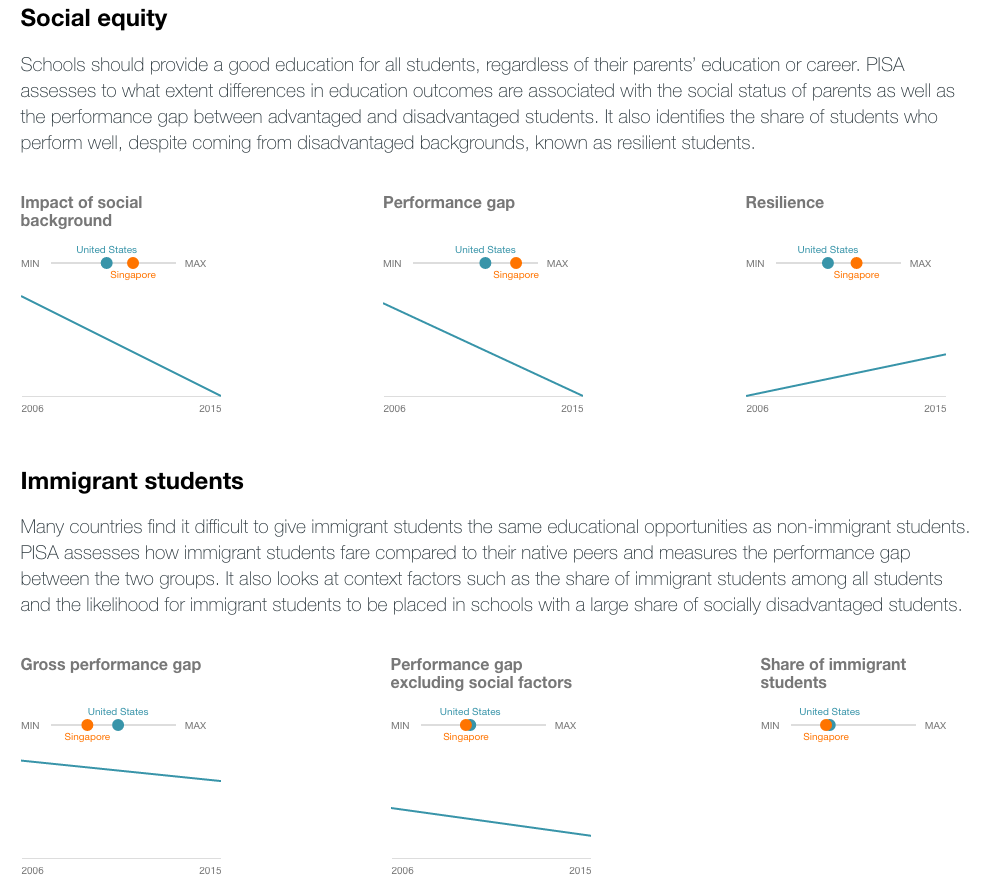 Social equity
Schools should provide a good education for all students, regardless of their parents’ education or career. PISA
assesses to what extent differences in education outcomes are associated with the social status of parents as well as
the performance gap between advantaged and disadvantaged students. It also identifies the share of students who
perform well, despite coming from disadvantaged backgrounds, known as resilient students.
Impact of social
background
United States
MIN MAX
Singapore
2006 2015
Performance gap
United States
MIN MAX
Singapore
2006 2015
Resilience
United States
MIN MAX
Singapore
2006 2015
Immigrant students
Many countries find it difficult to give immigrant students the same educational opportunities as non-immigrant students.
PISA assesses how immigrant students fare compared to their native peers and measures the performance gap
between the two groups. It also looks at context factors such as the share of immigrant students among all students
and the likelihood for immigrant students to be placed in schools with a large share of socially disadvantaged students.
Gross performance gap
United States
MIN MAX
Singapore
2006 2015
Performance gap
excluding social factors
United States
MIN MAX
Singapore
2006 2015
Share of immigrant
students
United States
MIN MAX
Singapore